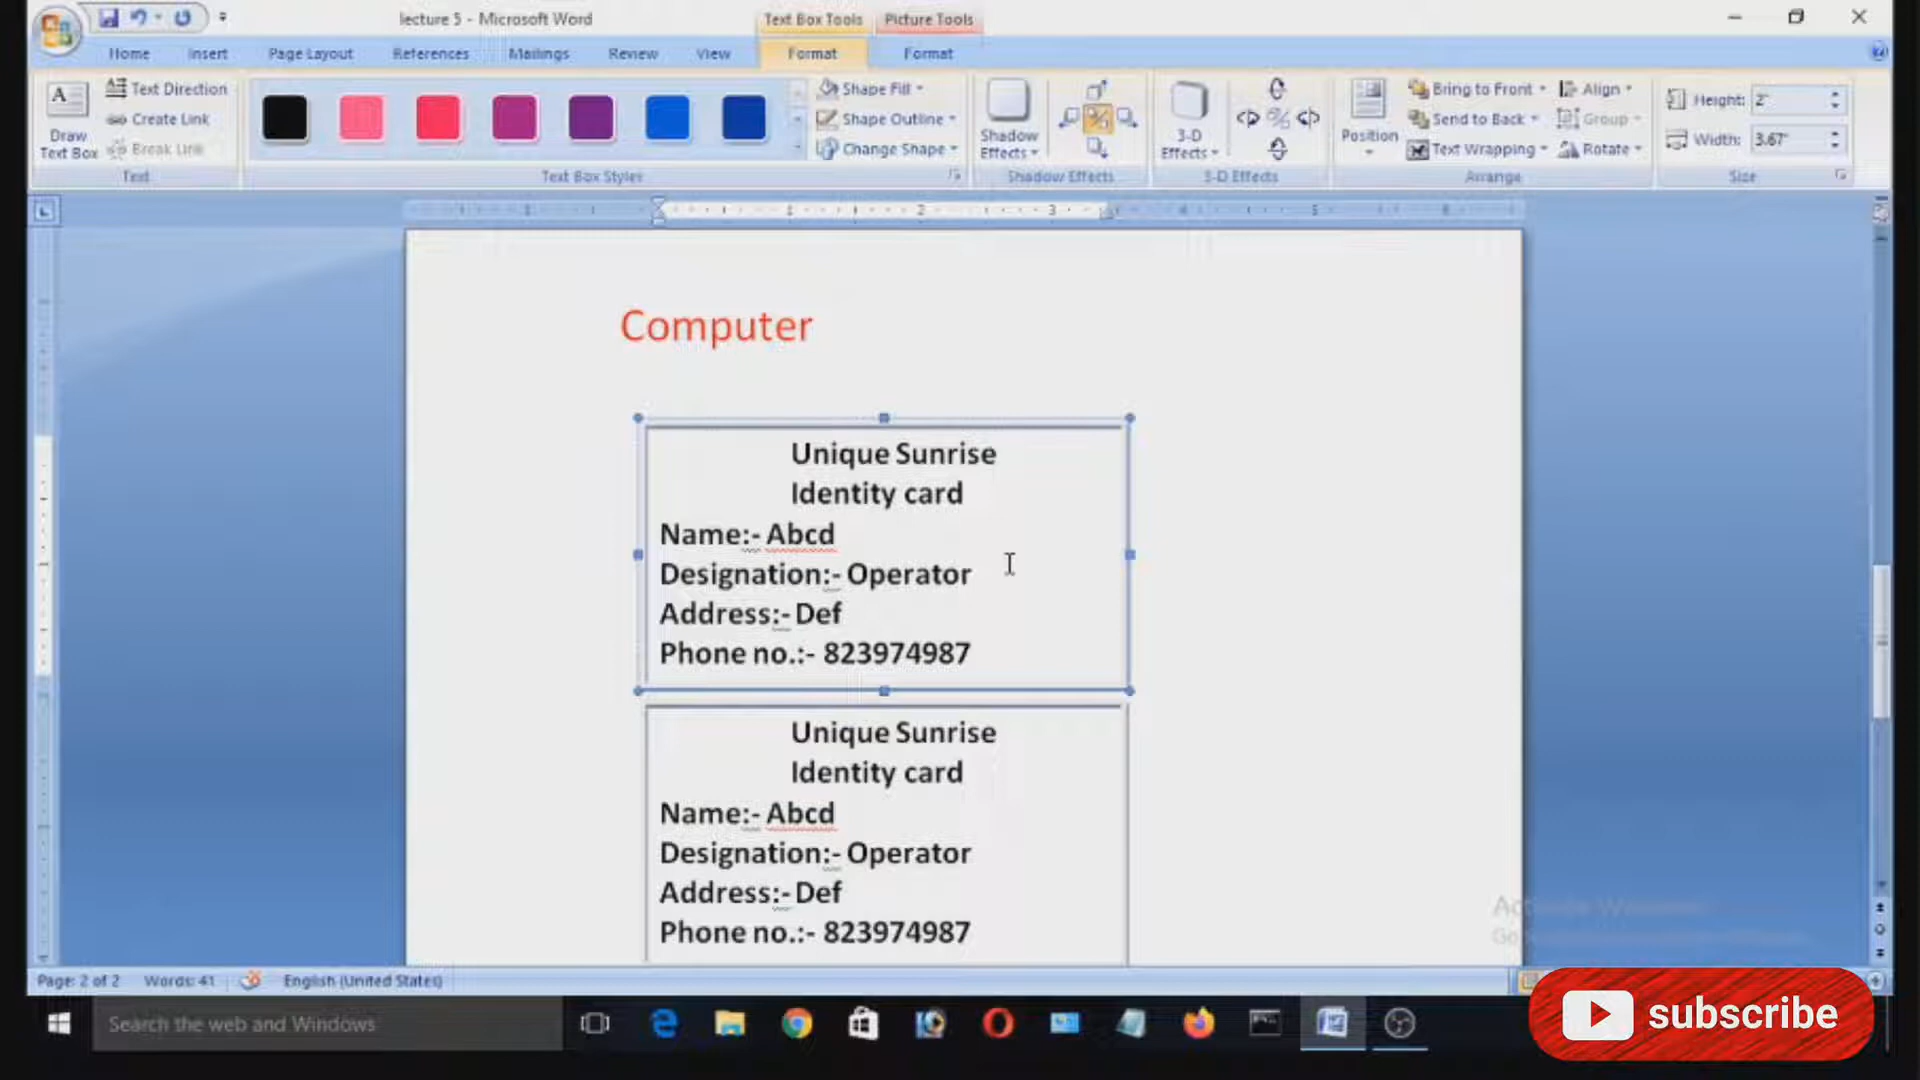 lecture 5 - Microsoft Word
Text Box Tools
Picture Tools
Home
Insert
Page Layout
References
Mailings
Review
View
Format
Format
Draw Text Box
Text Direction
Create Link
Break Link
Text
Text Box Styles
Shape Fill
Shape Outline
Change Shape
Shadow Effects
Shadow Effects
3-D Effects
3-D Effects
Position
Bring to Front
Send to Back
Text Wrapping
Align
Group
Rotate
Arrange
Height: 2"
Width: 3.67"
Size
Computer
Unique Sunrise
Identity card
Name:- Abcd
Designation:- Operator
Address:- Def
Phone no.:- 823974987
Unique Sunrise
Identity card
Name:- Abcd
Designation:- Operator
Address:- Def
Phone no.:- 823974987
Page: 2 of 2
Words: 41
English (United States)
Search the web and Windows
subscribe